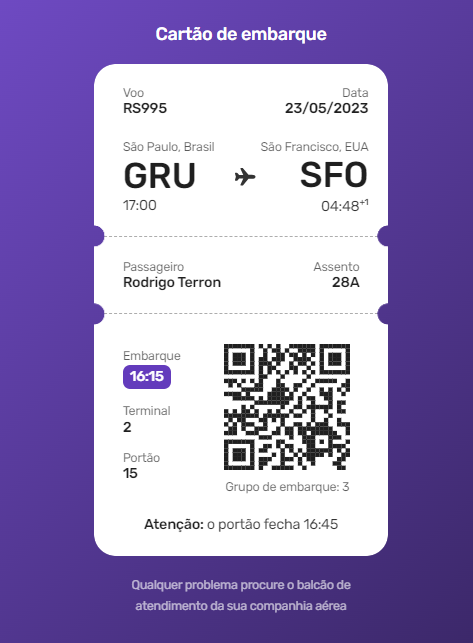 Cartão de embarque
Voo Data
RS995 23/05/2023
São Paulo, Brasil São Francisco, EUA
GRU SFO
17:00 04:48+1
Passageiro Assento
Rodrigo Terron 28A
Embarque
16:15
Terminal
2
Portão
15
Grupo de embarque: 3
Atenção: o portão fecha 16:45
Qualquer problema procure o balcão de
atendimento da sua companhia aérea